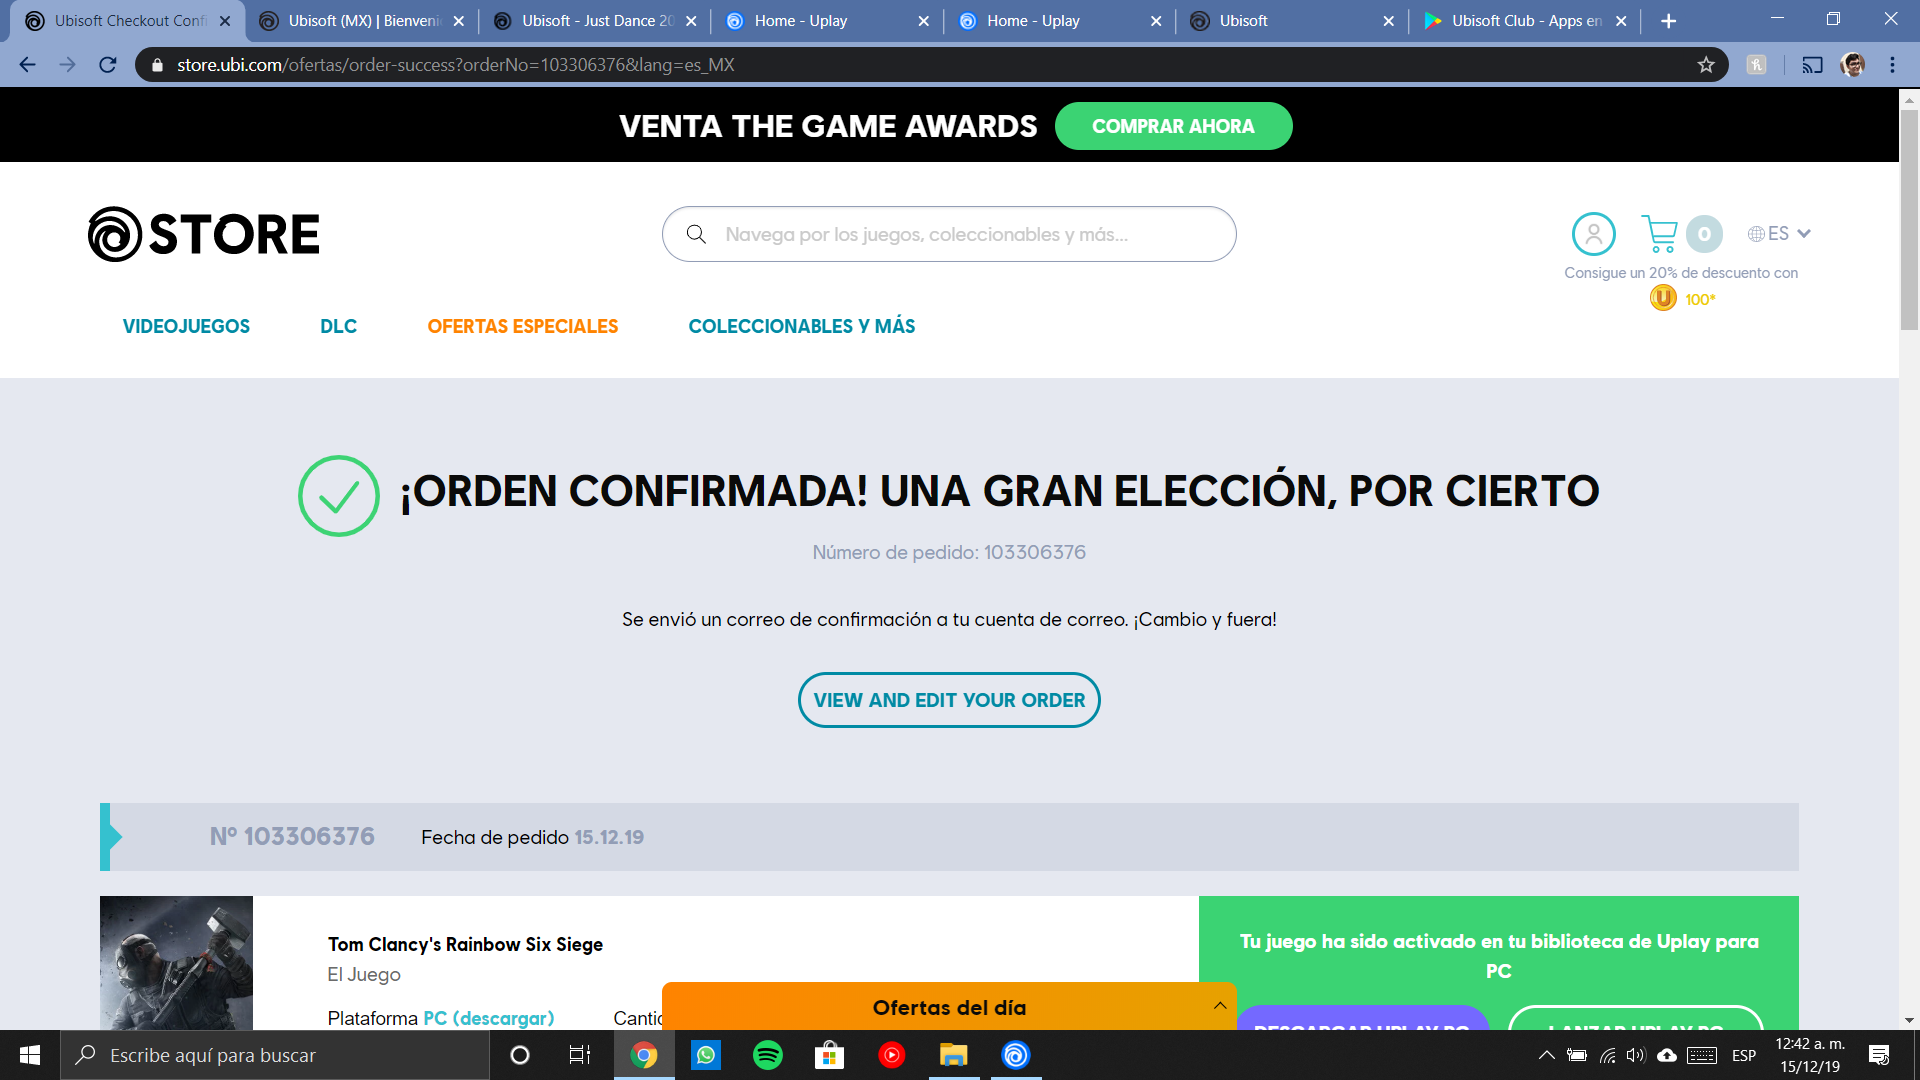 Ubisoft Checkout Confi
Ubisoft (MX) | Bienveni
Ubisoft - Just Dance 20
Home - Uplay
Home - Uplay
Ubisoft
Ubisoft Club - Apps en
store.ubi.com/ofertas/order-success?orderNo=103306376&lang=es_MX
VENTA THE GAME AWARDS
COMPRAR AHORA
STORE
Navega por los juegos, coleccionables y más...
0
ES
Consigue un 20% de descuento con
U 100*
VIDEOJUEGOS
DLC
OFERTAS ESPECIALES
COLECCIONABLES Y MÁS
¡ORDEN CONFIRMADA! UNA GRAN ELECCIÓN, POR CIERTO
Número de pedido: 103306376
Se envió un correo de confirmación a tu cuenta de correo. ¡Cambio y fuera!
VIEW AND EDIT YOUR ORDER
Nº 103306376
Fecha de pedido 15.12.19
Tom Clancy's Rainbow Six Siege
El Juego
Plataforma PC (descargar)
Cantid
Tu juego ha sido activado en tu biblioteca de Uplay para
PC
DESCARGAR UPLAY PC
LANZAR UPLAY PC
Ofertas del día
Escribe aquí para buscar
ESP
12:42 a. m.
15/12/19